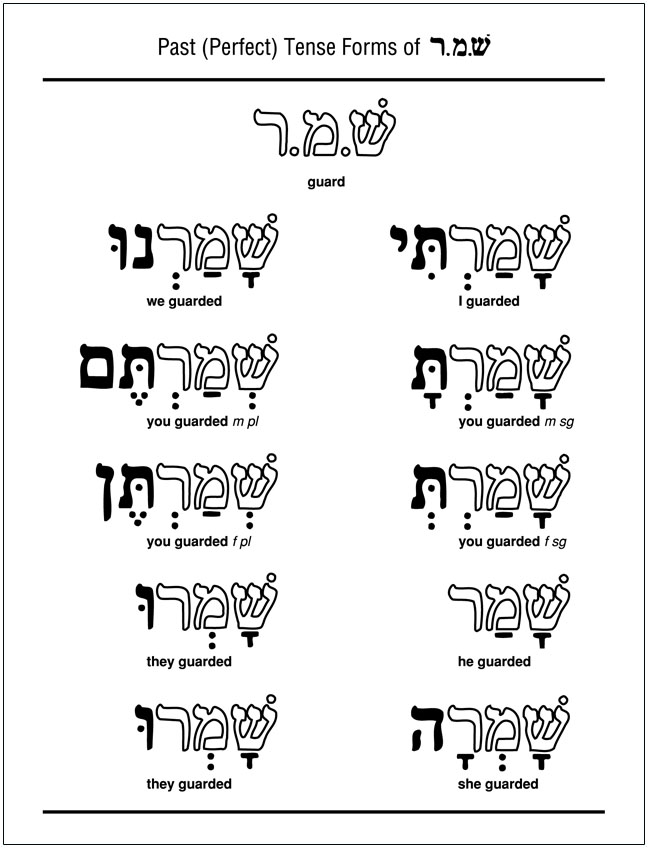 Past (Perfect) Tense Forms of שׁ.מ.ר
שׁ.מ.ר
guard
שָׁמַרְתִּי
I guarded
שָׁמַרְתָּ
you guarded m sg
שָׁמַרְתְּ
you guarded f sg
שָׁמַר
he guarded
שָׁמְרָה
she guarded
שָׁמַרְנוּ
we guarded
שְׁמַרְתֶּם
you guarded m pl
שְׁמַרְתֶּן
you guarded f pl
שָׁמְרוּ
they guarded
שָׁמְרוּ
they guarded